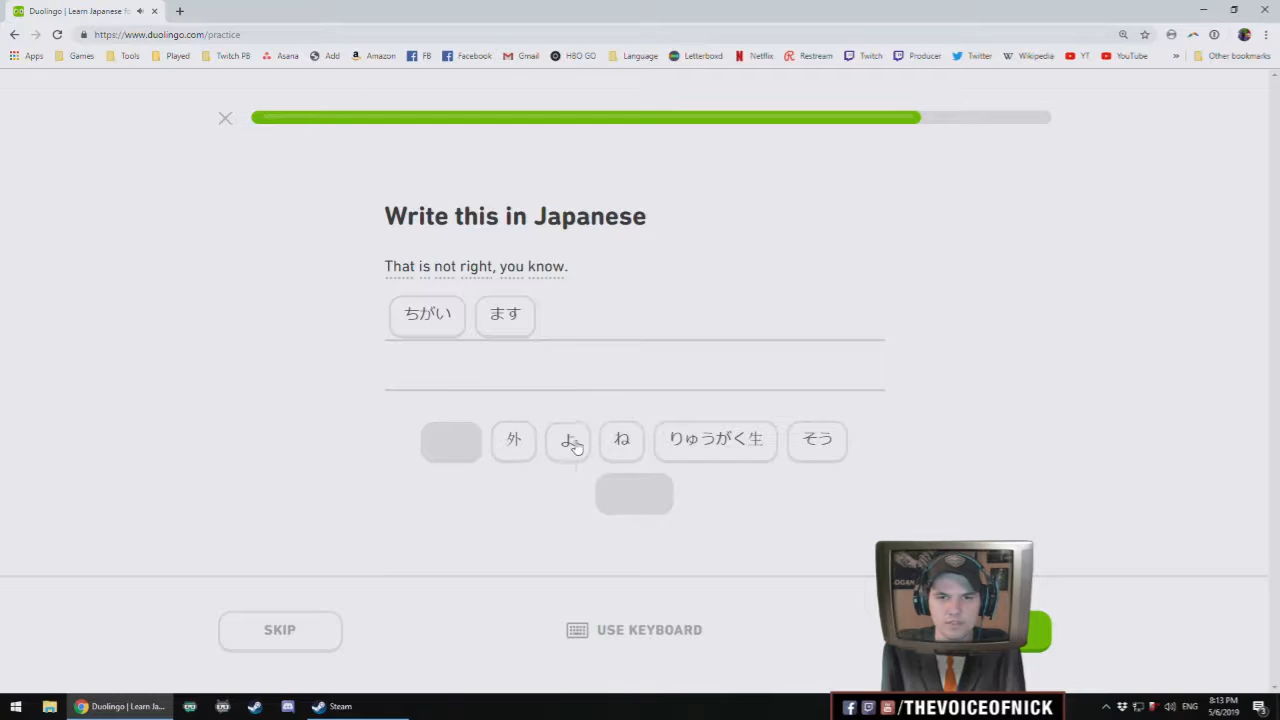 Duolingo | Learn Japanese fo
https://www.duolingo.com/practice
Apps Games Tools Played Twitch PB Asana Add Amazon FB Facebook Gmail HBO GO Language Letterboxd Netflix Restream Twitch Producer Twitter Wikipedia YT YouTube » Other bookmarks
Write this in Japanese
That is not right, you know.
ちがい ます
外 よ ね りゅうがく生 そう
OGAN
SKIP USE KEYBOARD
Duolingo | Learn Ja... Steam /THEVOICEOFNICK 8:13 PM
5/6/2019